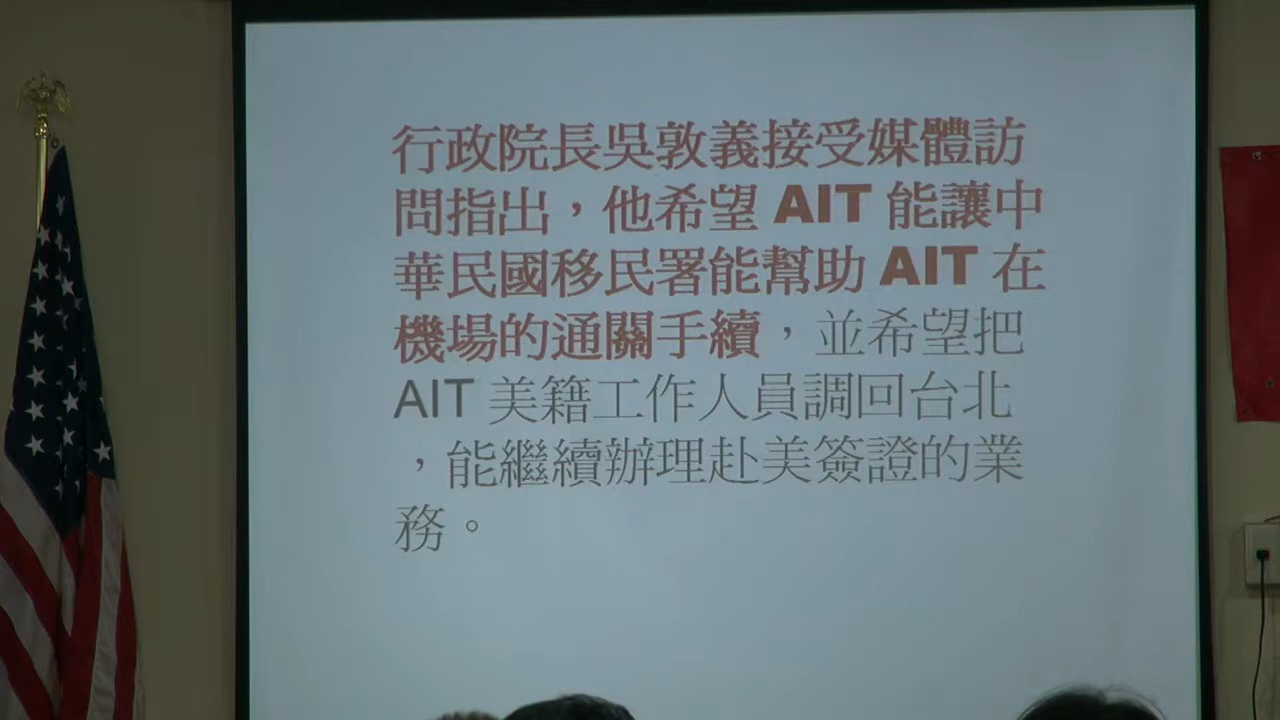 行政院長吳敦義接受媒體訪
問指出，他希望 AIT 能讓中
華民國移民署能幫助 AIT 在
機場的通關手續，並希望把
AIT 美籍工作人員調回台北
，能繼續辦理赴美簽證的業
務。